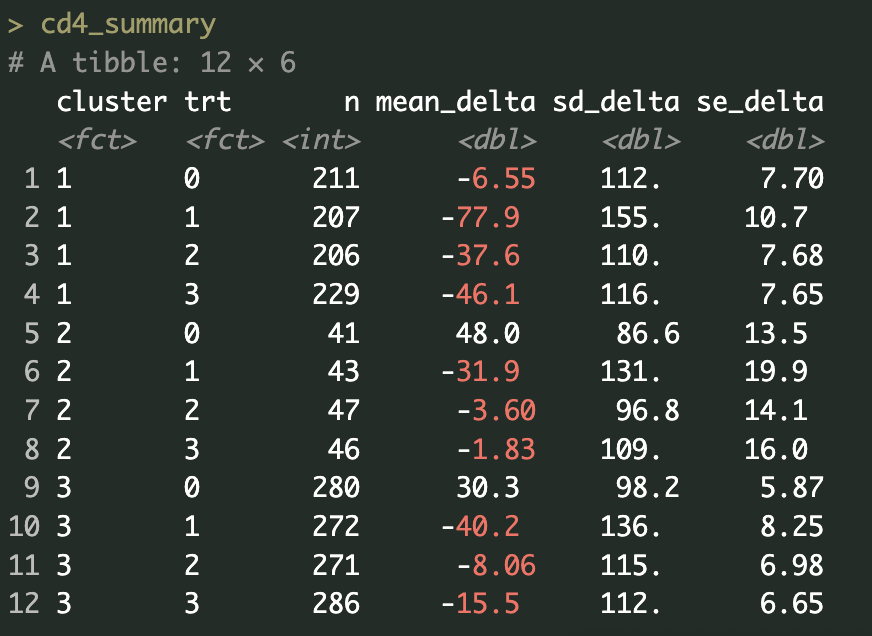 > cd4_summary
# A tibble: 12 × 6
cluster trt n mean_delta sd_delta se_delta
<fct> <fct> <int> <dbl> <dbl> <dbl>
1 1 0 211 -6.55 112. 7.70
2 1 1 207 -77.9 155. 10.7
3 1 2 206 -37.6 110. 7.68
4 1 3 229 -46.1 116. 7.65
5 2 0 41 48.0 86.6 13.5
6 2 1 43 -31.9 131. 19.9
7 2 2 47 -3.60 96.8 14.1
8 2 3 46 -1.83 109. 16.0
9 3 0 280 30.3 98.2 5.87
10 3 1 272 -40.2 136. 8.25
11 3 2 271 -8.06 115. 6.98
12 3 3 286 -15.5 112. 6.65